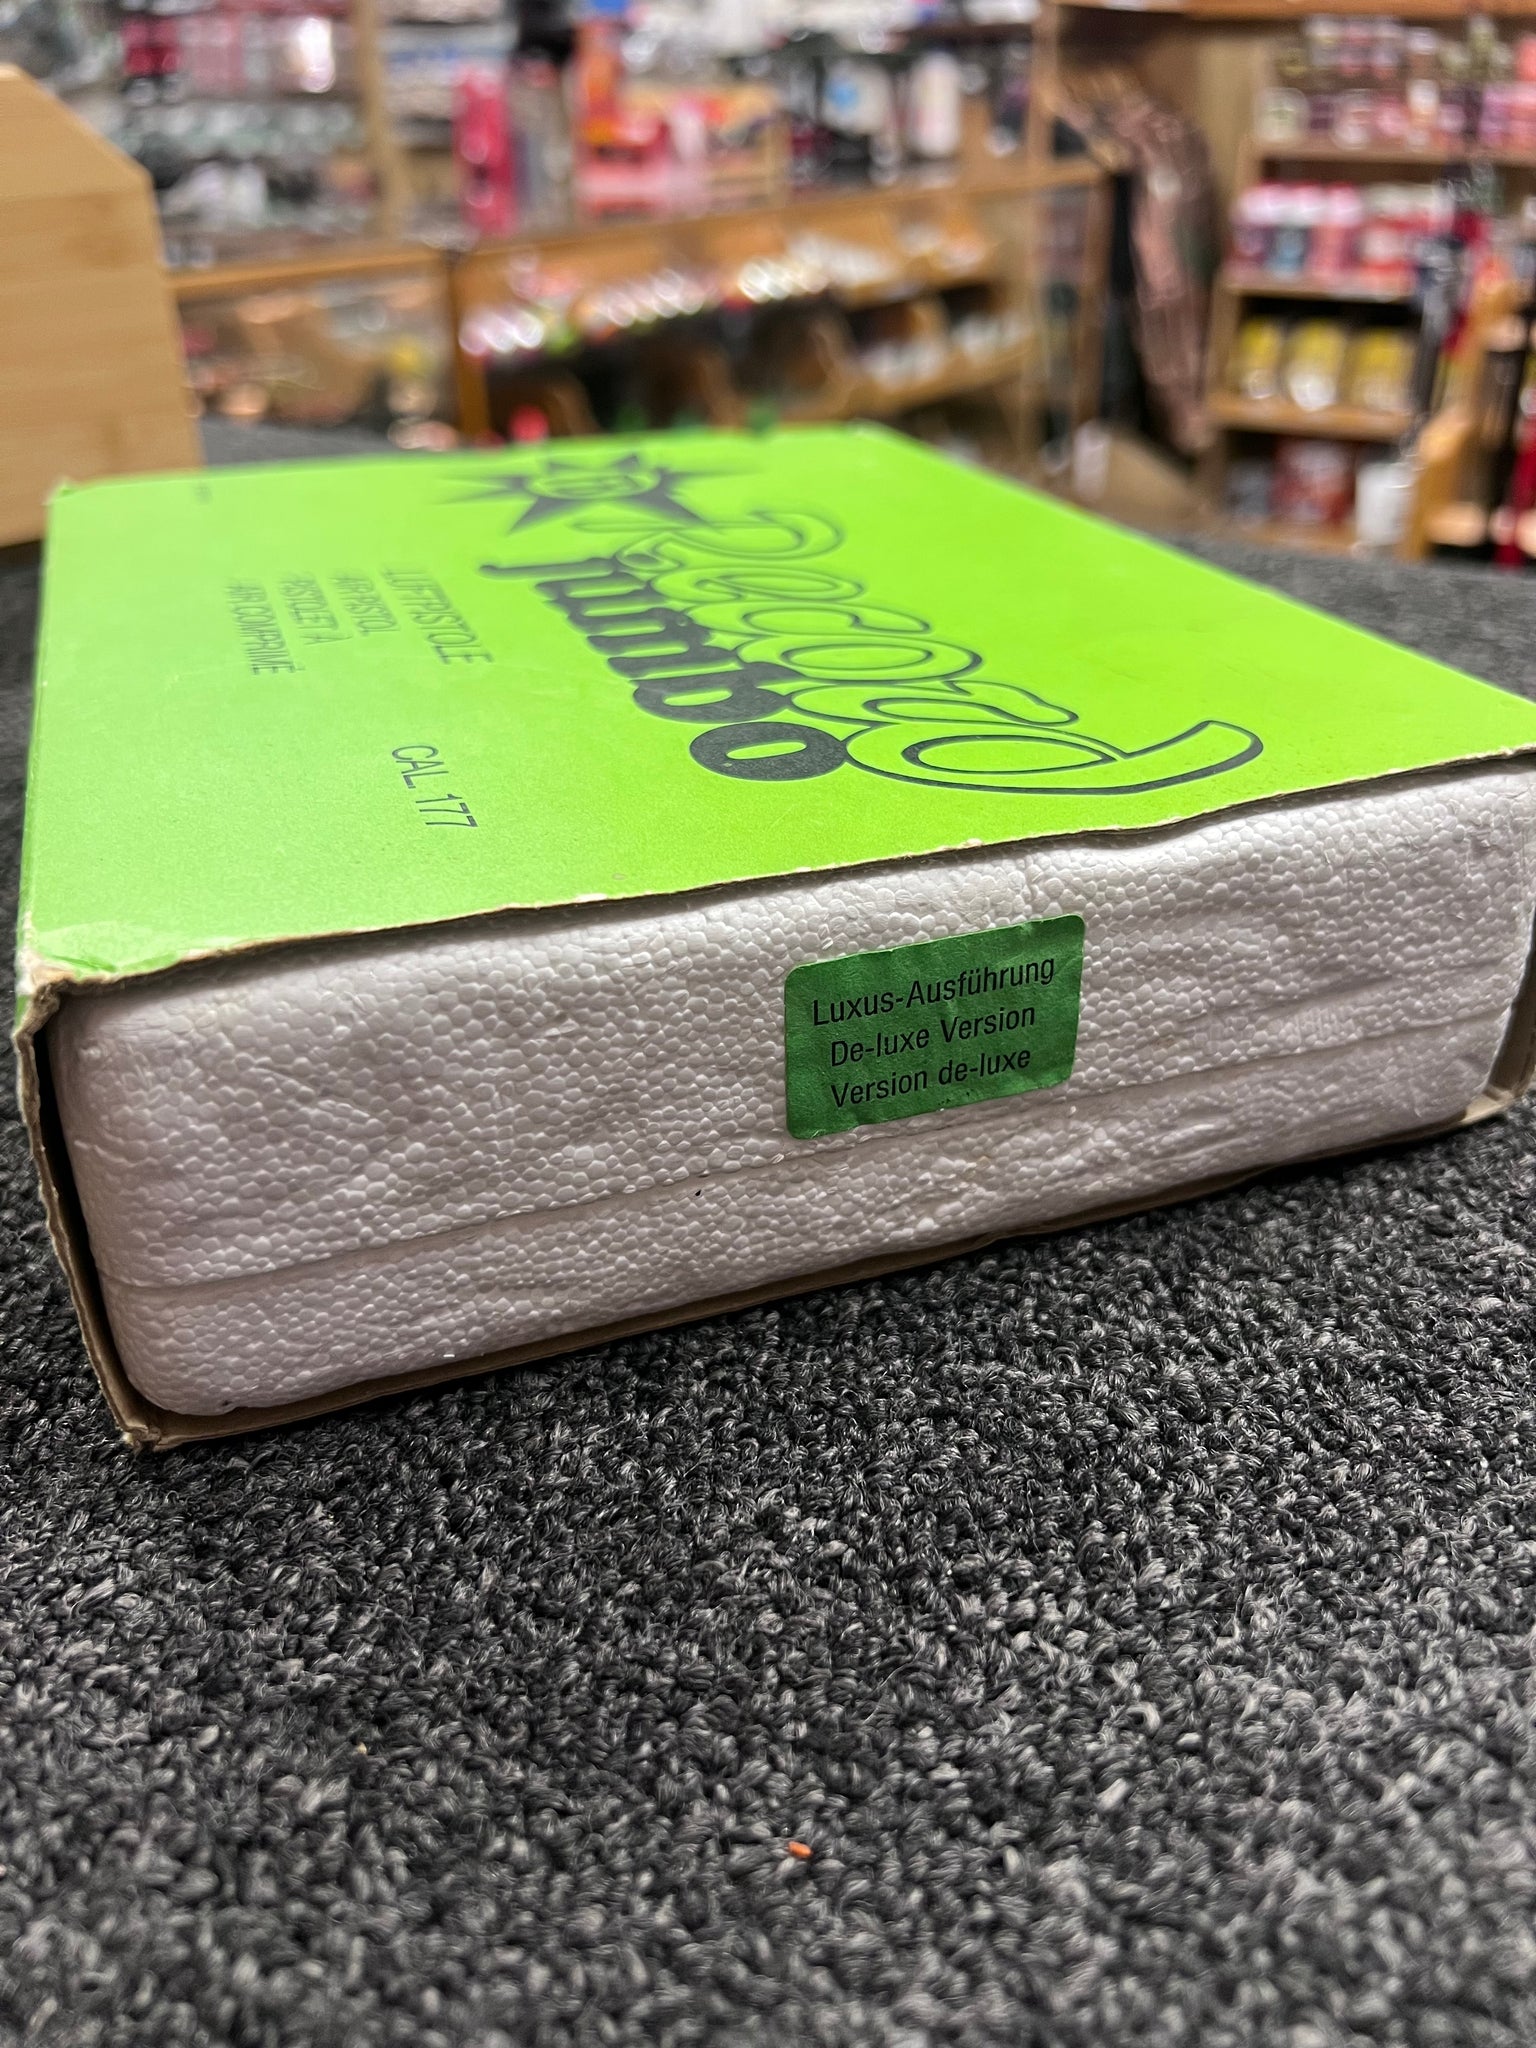 Record
Jumbo
LUFTPISTOLE
AIRPISTOL
PISTOLET À
AIR COMPRIMÉ
CAL. 177
Luxus-Ausführung
De-luxe Version
Version de-luxe